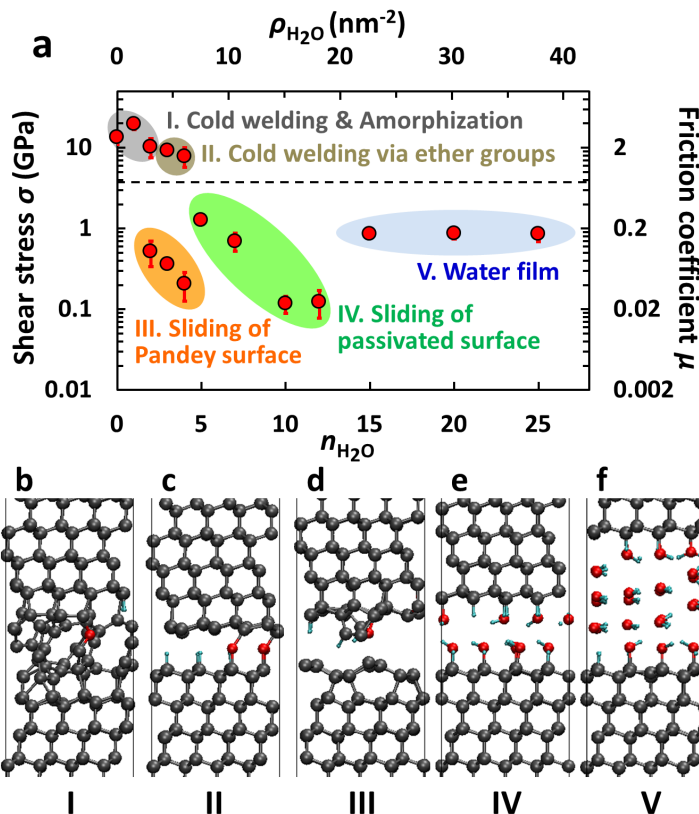 ρH2O (nm-2)
a
0 10 20 30 40
I. Cold welding & Amorphization
II. Cold welding via ether groups
V. Water film
III. Sliding of
Pandey surface
IV. Sliding of
passivated surface
Shear stress σ (GPa)
10
1
0.1
0.01
Friction coefficient μ
2
0.2
0.02
0.002
0 5 10 15 20 25
nH2O
b c d e f
I II III IV V